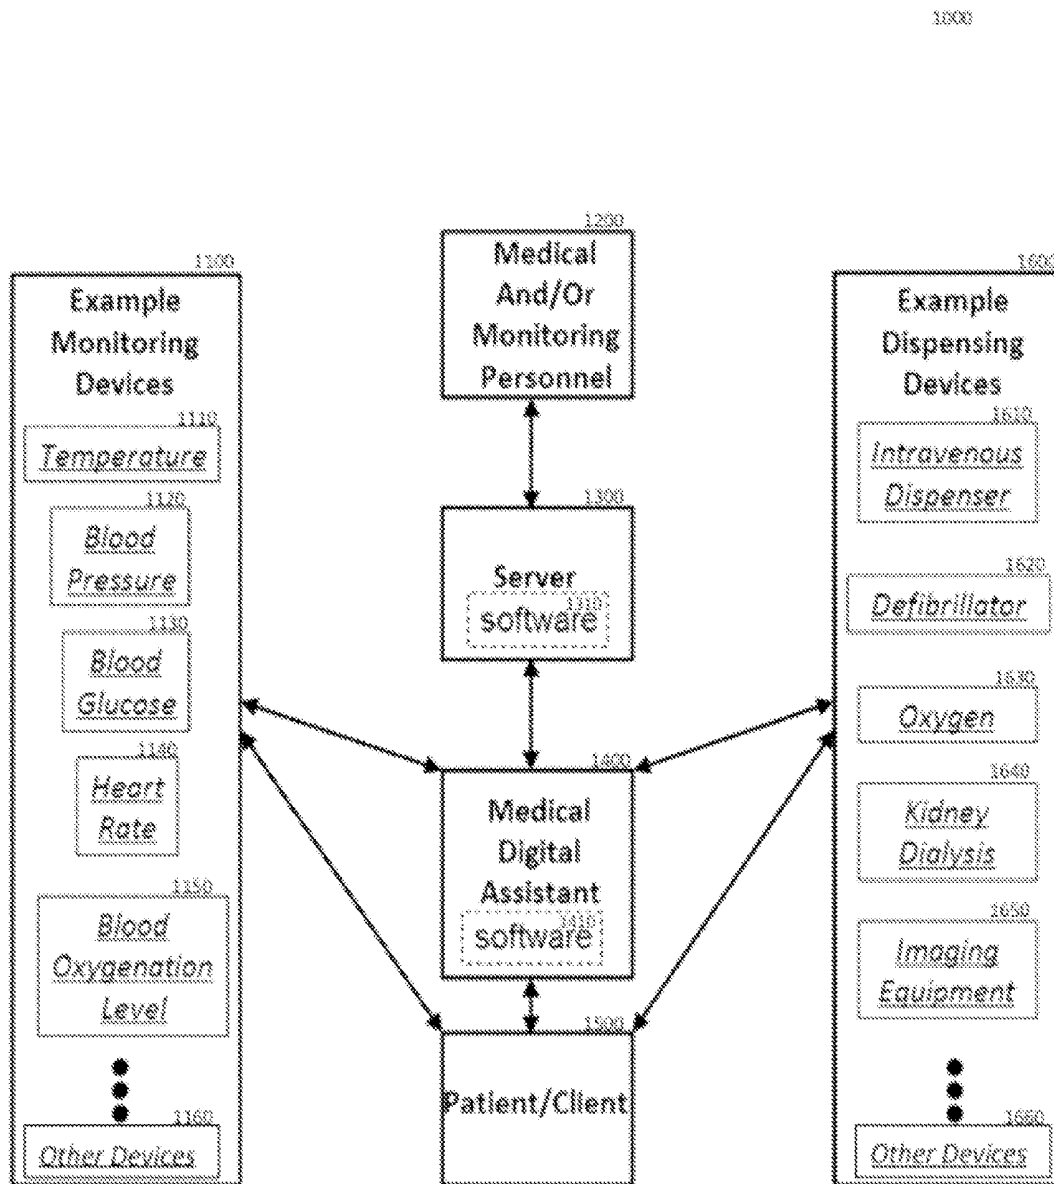 1000
1100
Example
Monitoring
Devices
1110
Temperature
1120
Blood
Pressure
1130
Blood
Glucose
1140
Heart
Rate
1150
Blood
Oxygenation
Level
1160
Other Devices
1200
Medical
And/Or
Monitoring
Personnel
1300
Server
1310
software
1400
Medical
Digital
Assistant
1410
software
1500
Patient/Client
1600
Example
Dispensing
Devices
1610
Intravenous
Dispenser
1620
Defibrillator
1630
Oxygen
1640
Kidney
Dialysis
1650
Imaging
Equipment
1660
Other Devices